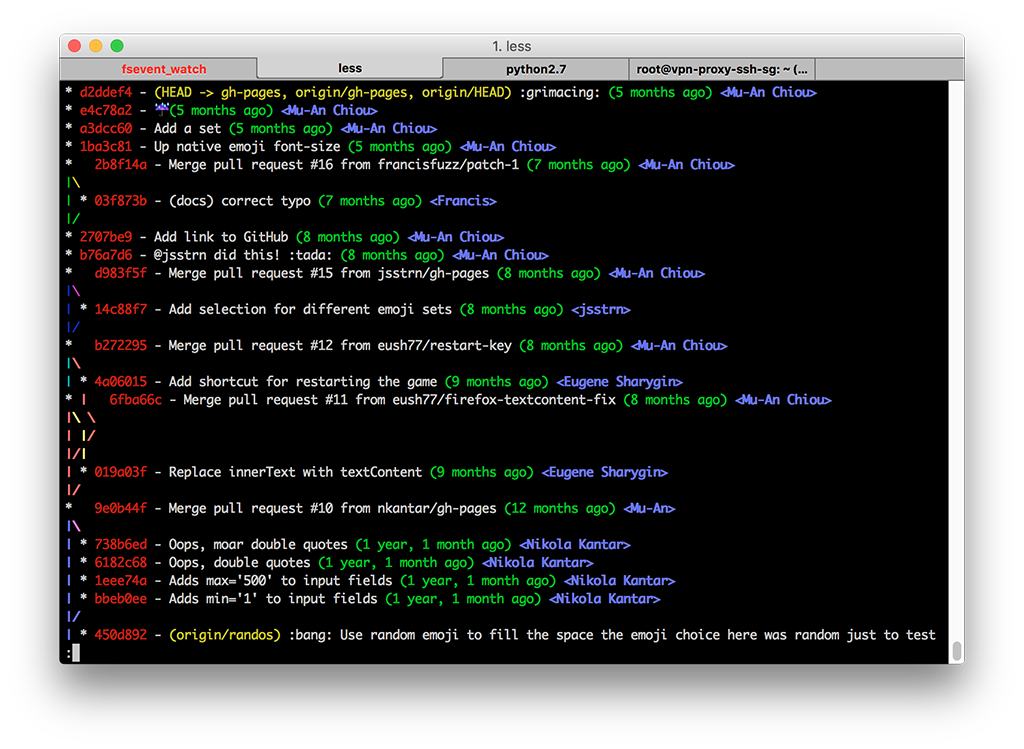 1. less
fsevent_watch less python2.7 root@vpn-proxy-ssh-sg: ~ (...
* d2ddef4 - (HEAD -> gh-pages, origin/gh-pages, origin/HEAD) :grimacing: (5 months ago) <Mu-An Chiou>
* e4c78a2 - ☔(5 months ago) <Mu-An Chiou>
* a3dcc60 - Add a set (5 months ago) <Mu-An Chiou>
* 1ba3c81 - Up native emoji font-size (5 months ago) <Mu-An Chiou>
*   2b8f14a - Merge pull request #16 from francisfuzz/patch-1 (7 months ago) <Mu-An Chiou>
|\
| * 03f873b - (docs) correct typo (7 months ago) <Francis>
|/
* 2707be9 - Add link to GitHub (8 months ago) <Mu-An Chiou>
* b76a7d6 - @jsstrn did this! :tada: (8 months ago) <Mu-An Chiou>
*   d983f5f - Merge pull request #15 from jsstrn/gh-pages (8 months ago) <Mu-An Chiou>
|\
| * 14c88f7 - Add selection for different emoji sets (8 months ago) <jsstrn>
|/
*   b272295 - Merge pull request #12 from eush77/restart-key (8 months ago) <Mu-An Chiou>
|\
| * 4a06015 - Add shortcut for restarting the game (9 months ago) <Eugene Sharygin>
* |   6fba66c - Merge pull request #11 from eush77/firefox-textcontent-fix (8 months ago) <Mu-An Chiou>
|\ \
| |/
|/|
| * 019a03f - Replace innerText with textContent (9 months ago) <Eugene Sharygin>
|/
*   9e0b44f - Merge pull request #10 from nkantar/gh-pages (12 months ago) <Mu-An>
|\
| * 738b6ed - Oops, moar double quotes (1 year, 1 month ago) <Nikola Kantar>
| * 6182c68 - Oops, double quotes (1 year, 1 month ago) <Nikola Kantar>
| * 1eee74a - Adds max='500' to input fields (1 year, 1 month ago) <Nikola Kantar>
| * bbeb0ee - Adds min='1' to input fields (1 year, 1 month ago) <Nikola Kantar>
|/
| * 450d892 - (origin/randos) :bang: Use random emoji to fill the space the emoji choice here was random just to test
: